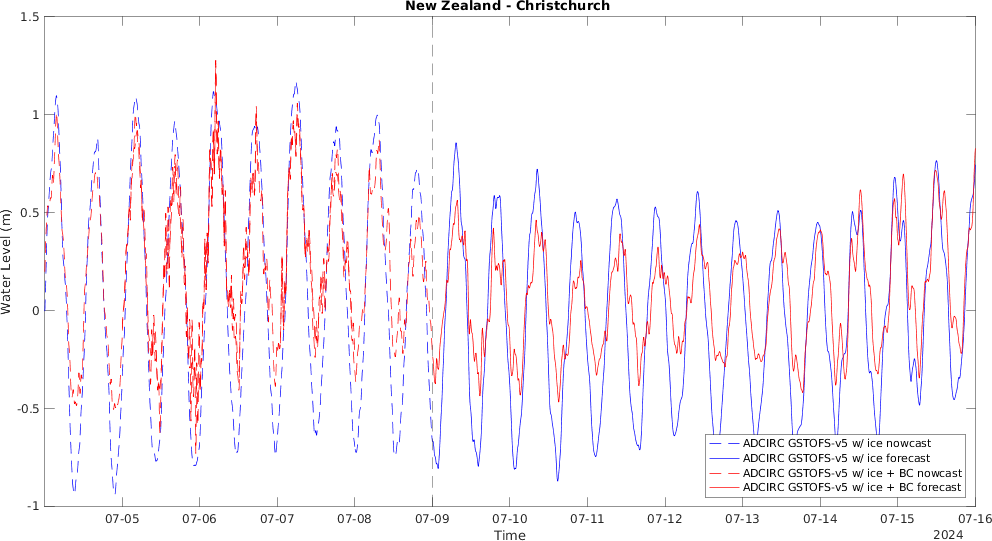 New Zealand - Christchurch
Water Level (m)
1.5
1
0.5
0
-0.5
-1
07-05
07-06
07-07
07-08
07-09
07-10
07-11
07-12
07-13
07-14
07-15
07-16
Time
2024
ADCIRC GSTOFS-v5 w/ ice nowcast
ADCIRC GSTOFS-v5 w/ ice forecast
ADCIRC GSTOFS-v5 w/ ice + BC nowcast
ADCIRC GSTOFS-v5 w/ ice + BC forecast